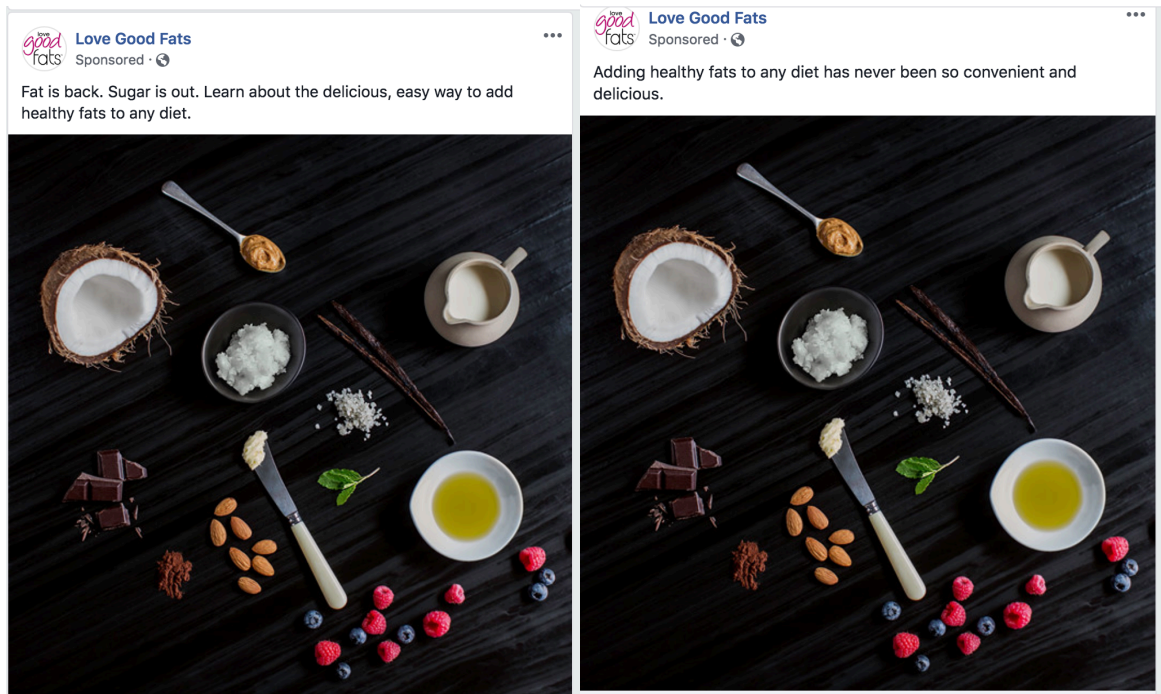 love
good
fats
Love Good Fats
Sponsored ·
Fat is back. Sugar is out. Learn about the delicious, easy way to add
healthy fats to any diet.
love
good
fats
Love Good Fats
Sponsored ·
Adding healthy fats to any diet has never been so convenient and
delicious.